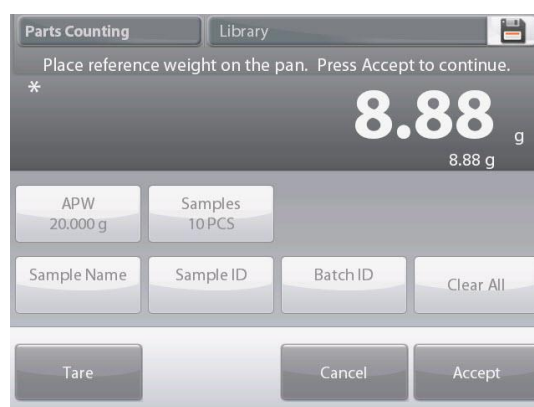 Parts Counting Library
Place reference weight on the pan. Press Accept to continue.
*
8.88 g
8.88 g
APW Samples
20.000 g 10 PCS
Sample Name Sample ID Batch ID Clear All
Tare Cancel Accept